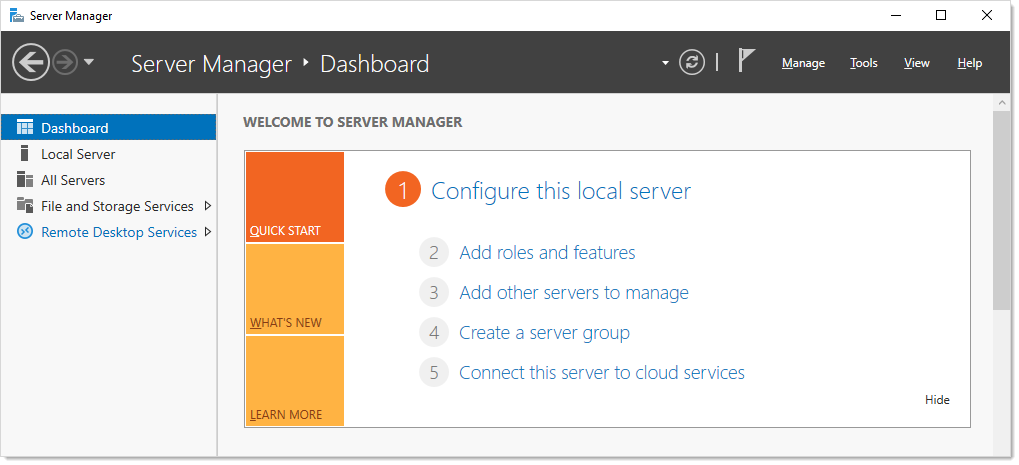 Server Manager
Server Manager ‣ Dashboard
Manage Tools View Help
Dashboard
Local Server
All Servers
File and Storage Services
Remote Desktop Services
WELCOME TO SERVER MANAGER
QUICK START
WHAT'S NEW
LEARN MORE
1 Configure this local server
2 Add roles and features
3 Add other servers to manage
4 Create a server group
5 Connect this server to cloud services
Hide